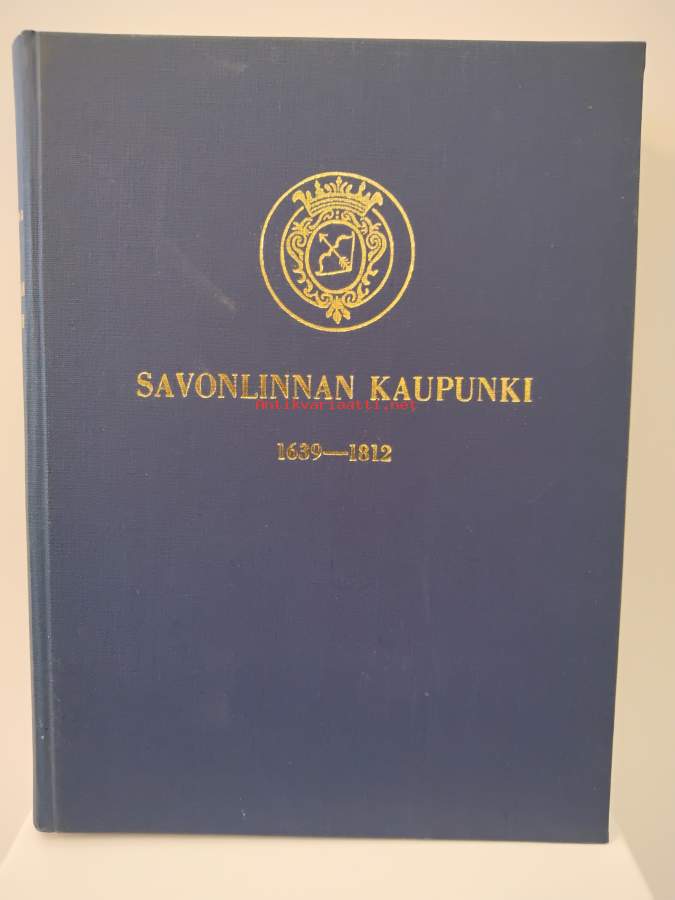 SAVONLINNAN KAUPUNKI
Antikvariaatti.net
1639—1812